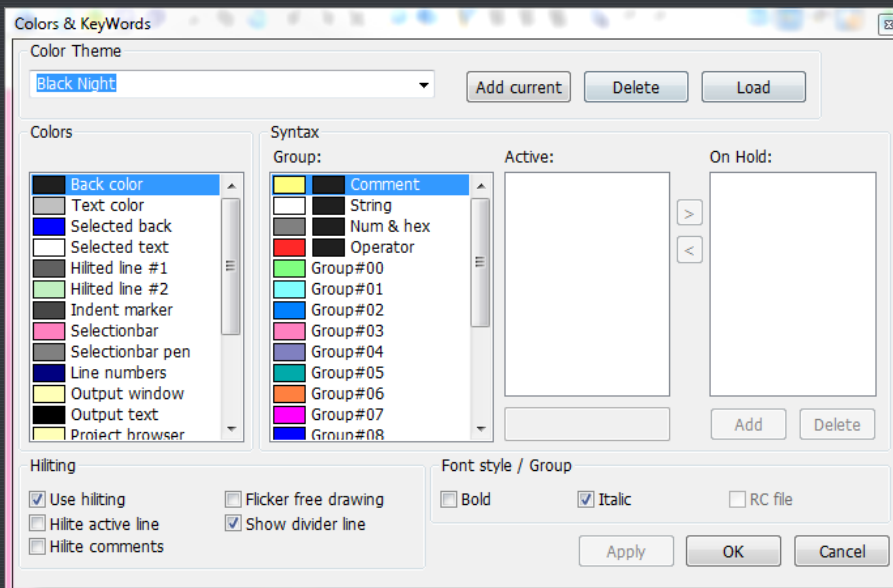 Colors & KeyWords
Color Theme
Black Night
Add current
Delete
Load
Colors
Back color
Text color
Selected back
Selected text
Hilited line #1
Hilited line #2
Indent marker
Selectionbar
Selectionbar pen
Line numbers
Output window
Output text
Project browser
Syntax
Group:
Comment
String
Num & hex
Operator
Group#00
Group#01
Group#02
Group#03
Group#04
Group#05
Group#06
Group#07
Group#08
Active:
>
<
On Hold:
Add
Delete
Hiliting
Use hiliting
Hilite active line
Hilite comments
Flicker free drawing
Show divider line
Font style / Group
Bold
Italic
RC file
Apply
OK
Cancel